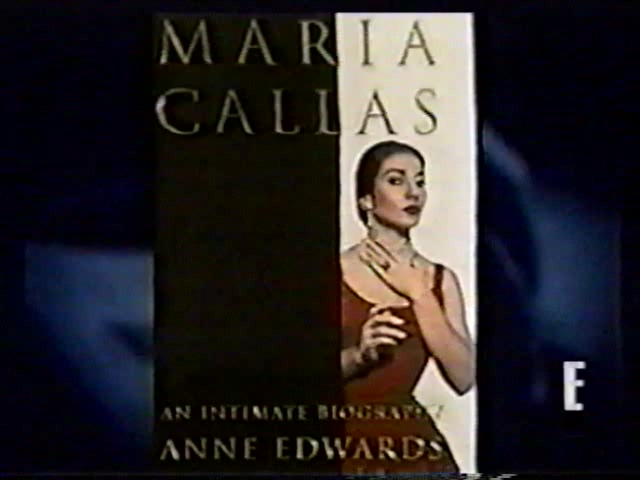 MARIA
CALLAS
AN INTIMATE BIOGRAPHY
ANNE EDWARDS
E